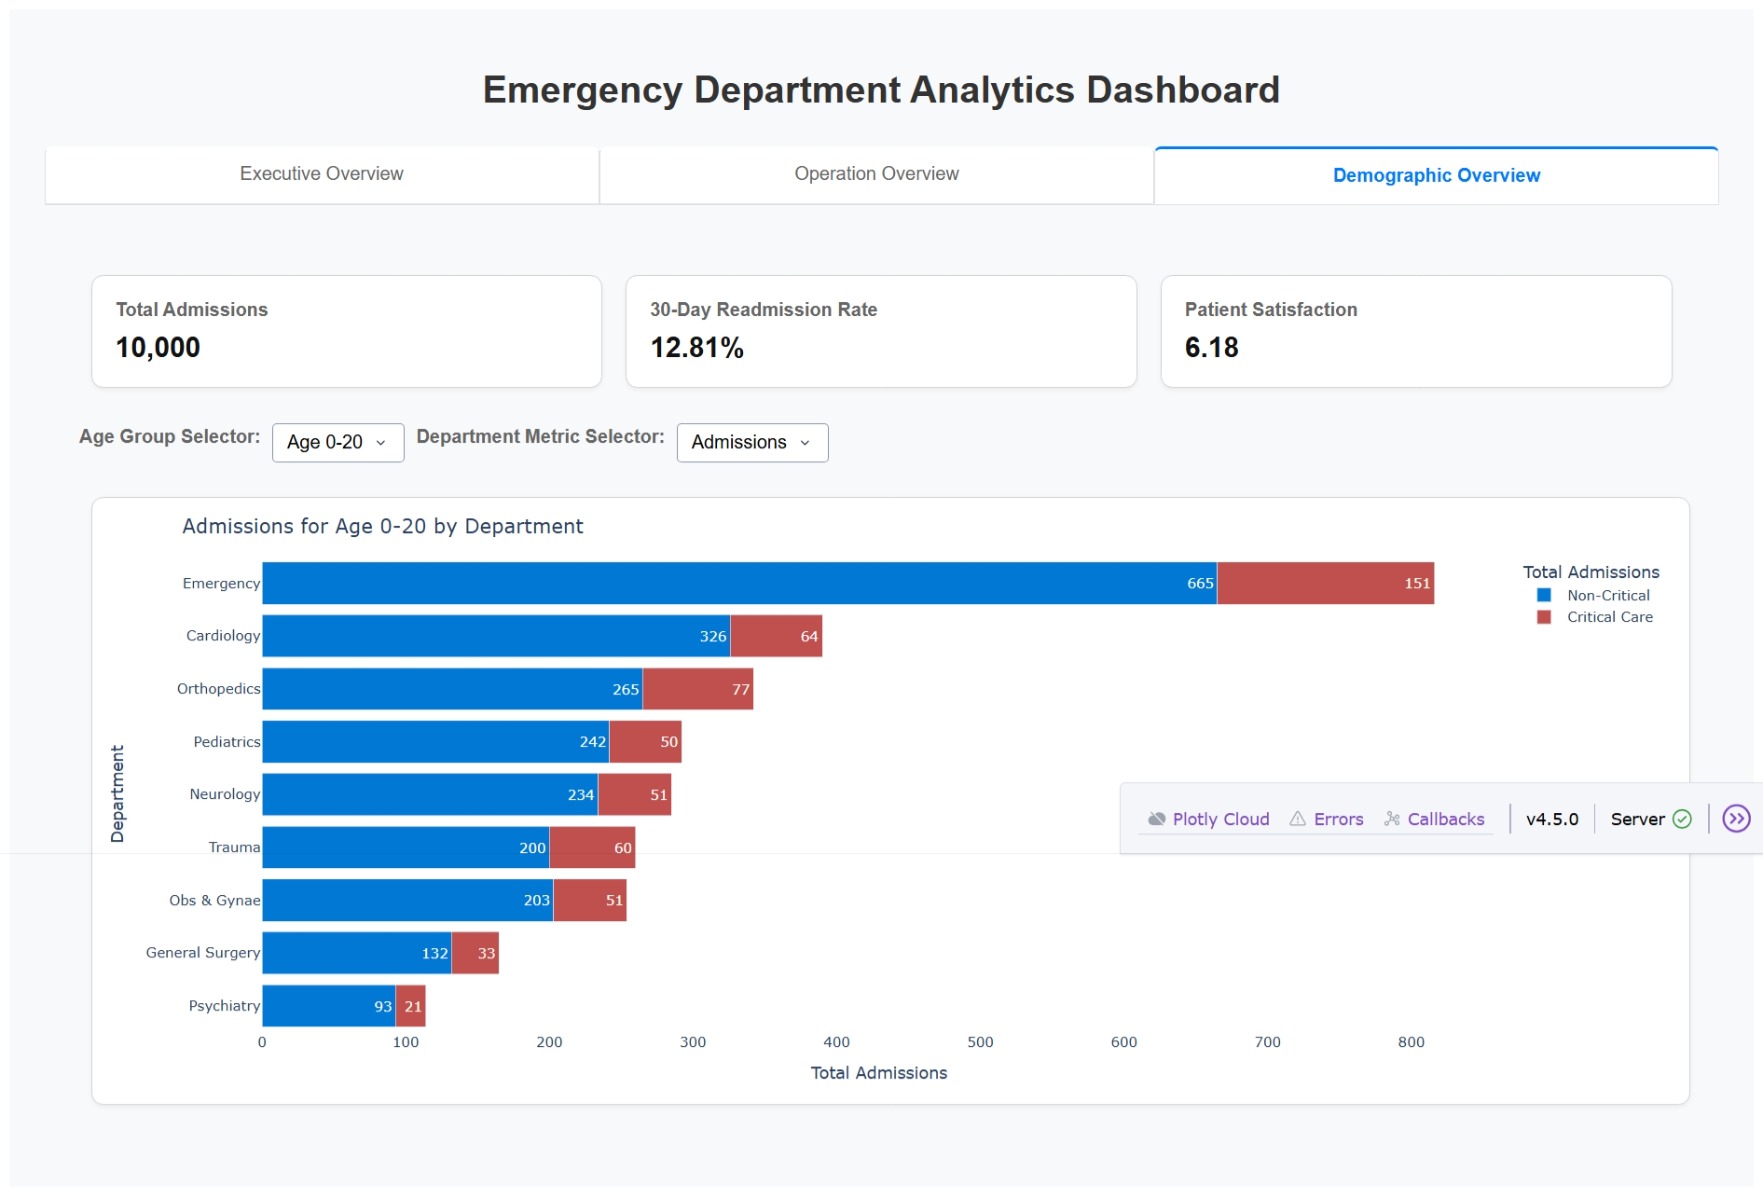 Emergency Department Analytics Dashboard
Executive Overview
Operation Overview
Demographic Overview
Total Admissions
10,000
30-Day Readmission Rate
12.81%
Patient Satisfaction
6.18
Age Group Selector:
Age 0-20
Department Metric Selector:
Admissions
Admissions for Age 0-20 by Department
Department
Emergency 665 151
Cardiology 326 64
Orthopedics 265 77
Pediatrics 242 50
Neurology 234 51
Trauma 200 60
Obs & Gynae 203 51
General Surgery 132 33
Psychiatry 93 21
0 100 200 300 400 500 600 700 800
Total Admissions
Total Admissions
Non-Critical
Critical Care
Plotly Cloud Errors Callbacks v4.5.0 Server